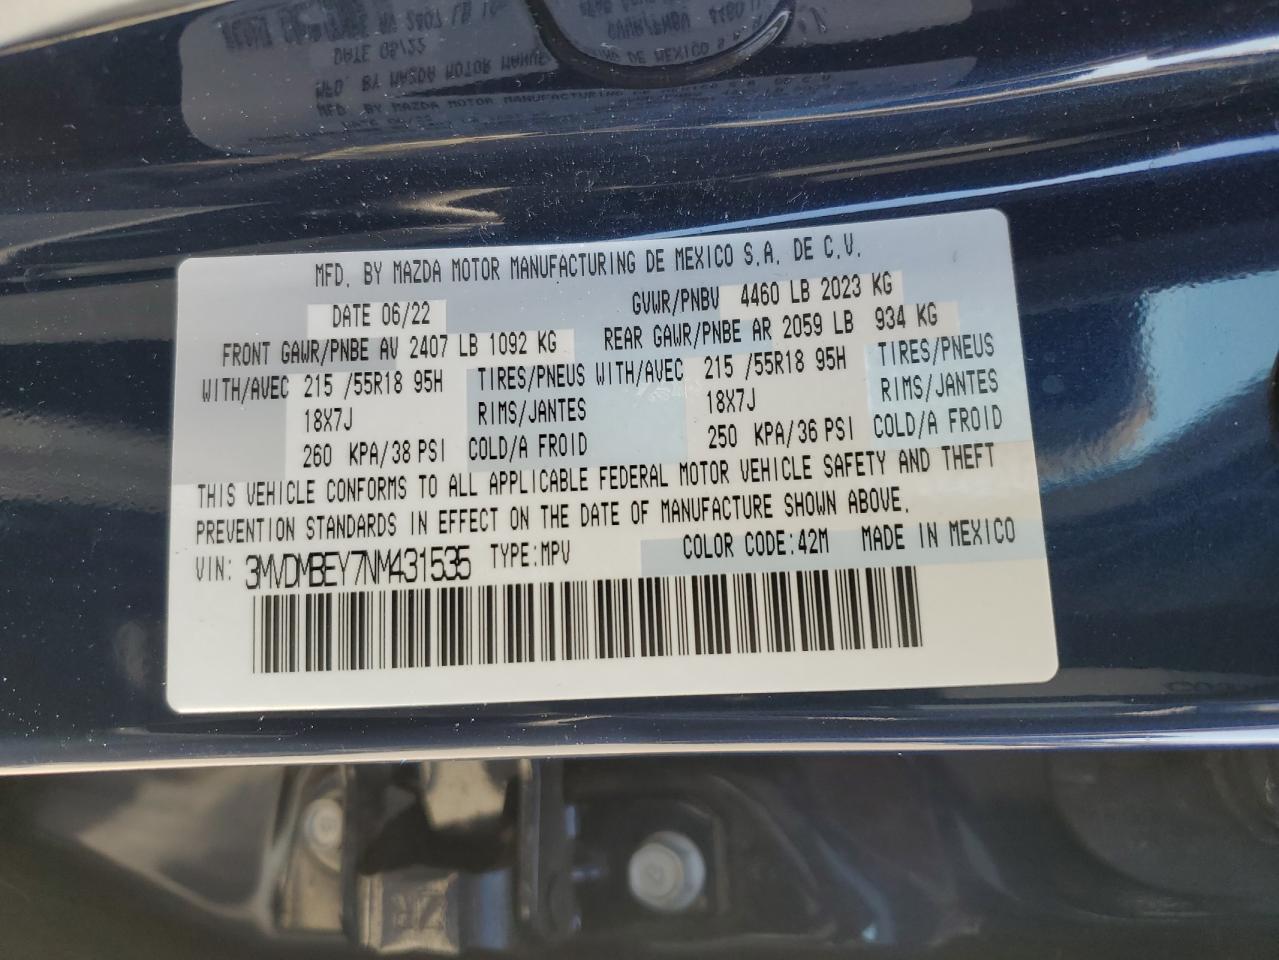 MFD. BY MAZDA MOTOR MANUFACTURING DE MEXICO S.A. DE C.V.
DATE 06/22 GVWR/PNBV 4460 LB 2023 KG
FRONT GAWR/PNBE AV 2407 LB 1092 KG REAR GAWR/PNBE AR 2059 LB 934 KG
WITH/AVEC 215 /55R18 95H TIRES/PNEUS WITH/AVEC 215 /55R18 95H TIRES/PNEUS
18X7J RIMS/JANTES 18X7J RIMS/JANTES
260 KPA/38 PSI COLD/A FROID 250 KPA/36 PSI COLD/A FROID
THIS VEHICLE CONFORMS TO ALL APPLICABLE FEDERAL MOTOR VEHICLE SAFETY AND THEFT
PREVENTION STANDARDS IN EFFECT ON THE DATE OF MANUFACTURE SHOWN ABOVE.
VIN: 3MVDMBEY7NM431535 TYPE:MPV COLOR CODE:42M MADE IN MEXICO